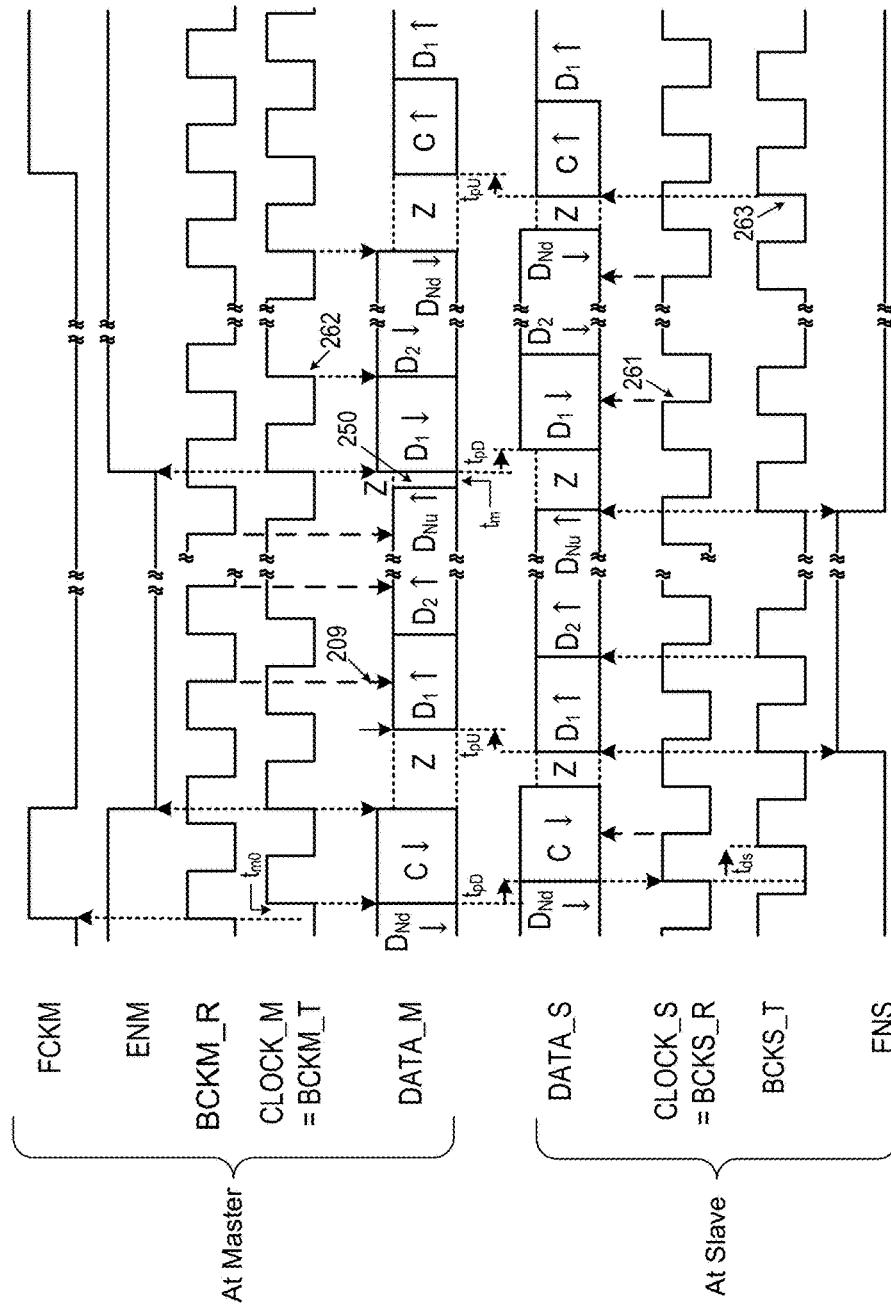 At Master
FCKM
ENM
BCKM_R
CLOCK_M
= BCKM_T
DATA_M
t_m0
262
209
250
D_Nd ↓
C ↓
Z
D_1 ↑
D_2 ↑
D_Nu ↑
Z
D_1 ↓
D_2 ↓
D_Nd ↓
Z
C ↑
D_1 ↑
t_pD
t_pU
t_m
t_pD
t_pU
At Slave
DATA_S
D_Nd ↓
C ↓
Z
D_1 ↑
D_2 ↑
D_Nu ↑
Z
D_1 ↓
D_2 ↓
D_Nd ↓
Z
C ↑
D_1 ↑
CLOCK_S
= BCKS_R
261
BCKS_T
t_ds
263
ENS